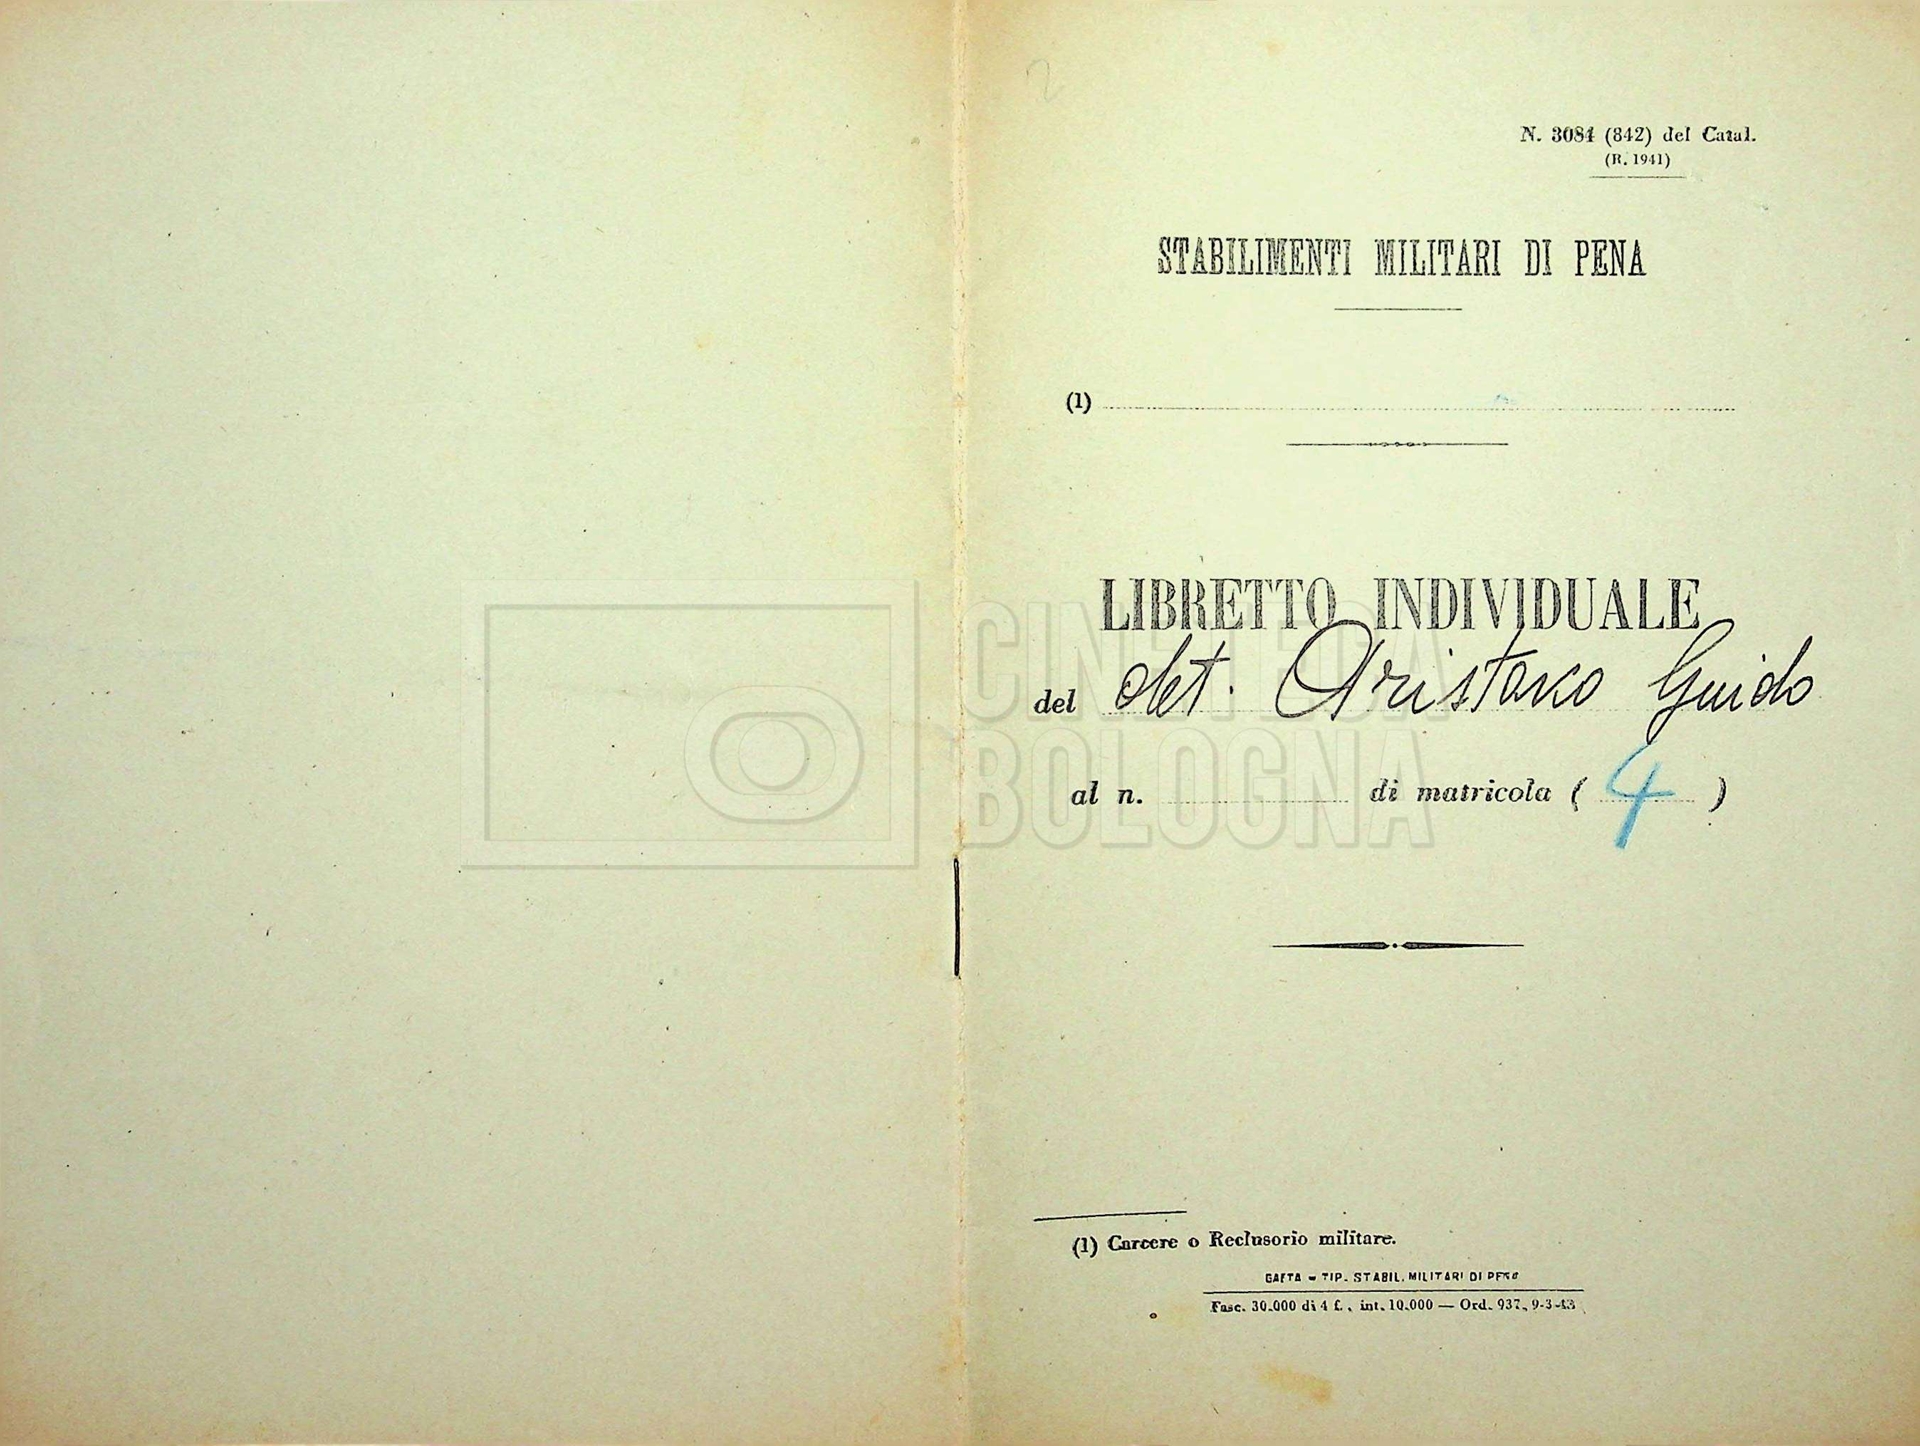 2
N. 3084 (842) del Catal.
(R. 1941)
STABILIMENTI MILITARI DI PENA
(1)
LIBRETTO INDIVIDUALE
del det. Aristarco Guido
al n. di matricola ( 4 )
CINETECA
BOLOGNA
(1) Carcere o Reclusorio militare.
GAETA - TIP. STABIL. MILITARI DI PENA
Fasc. 30.000 di 4 f., int. 10.000 — Ord. 937, 9-3-43